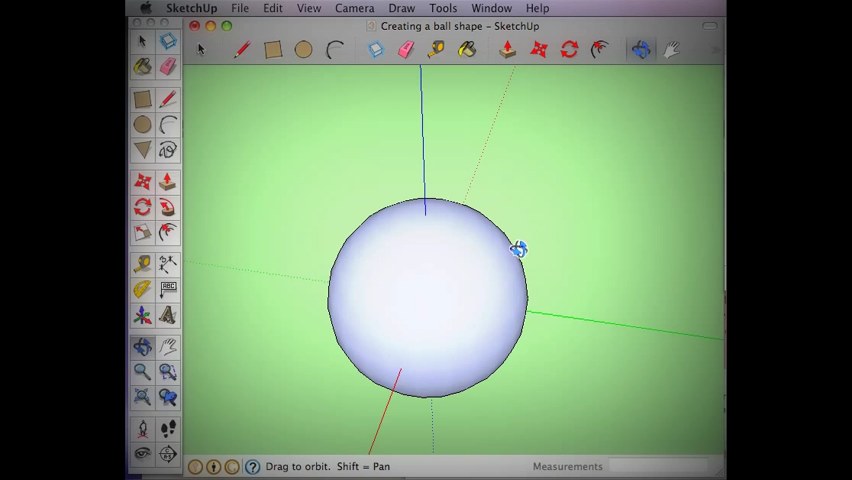 SketchUp File Edit View Camera Draw Tools Window Help
Creating a ball shape - SketchUp
ABC
Drag to orbit. Shift = Pan
Measurements